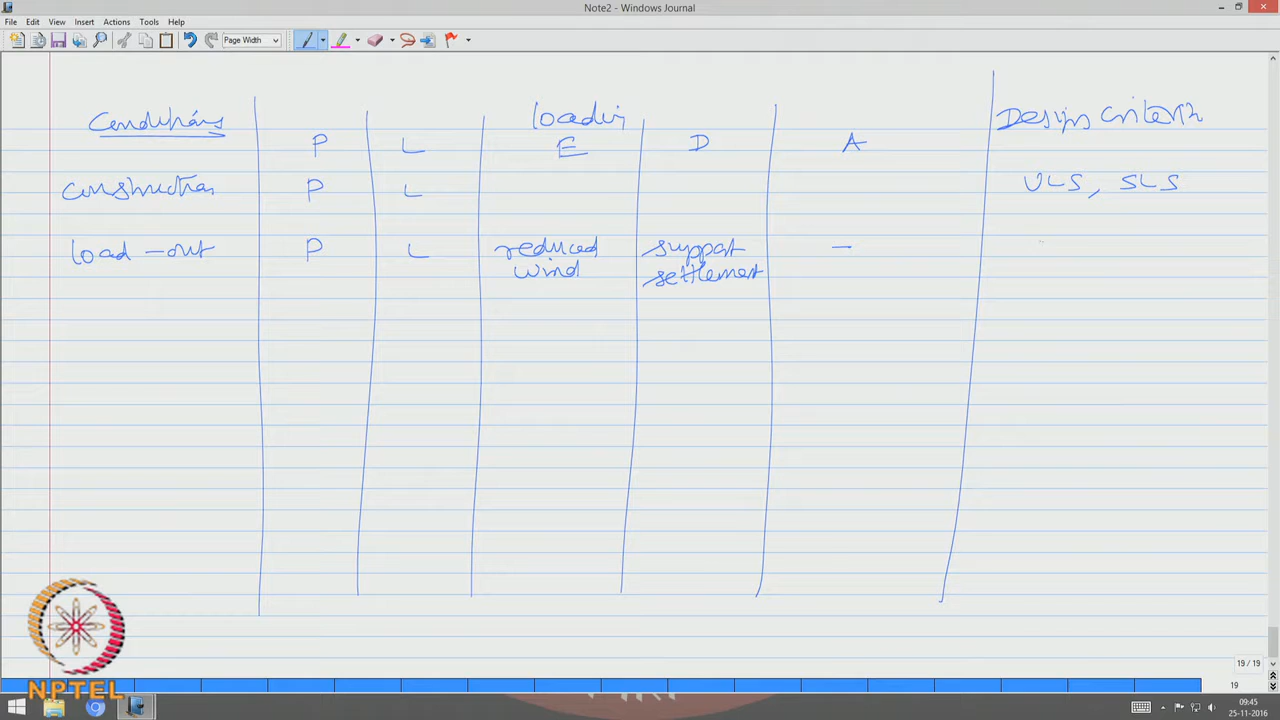 Note2 - Windows Journal
File Edit View Insert Actions Tools Help
Page Width
Conditions loading Design Criteria
P L E D A
Construction P L ULS, SLS
load-out P L reduced wind support settlement -
19 / 19
19
NPTEL
09:45
25-11-2016